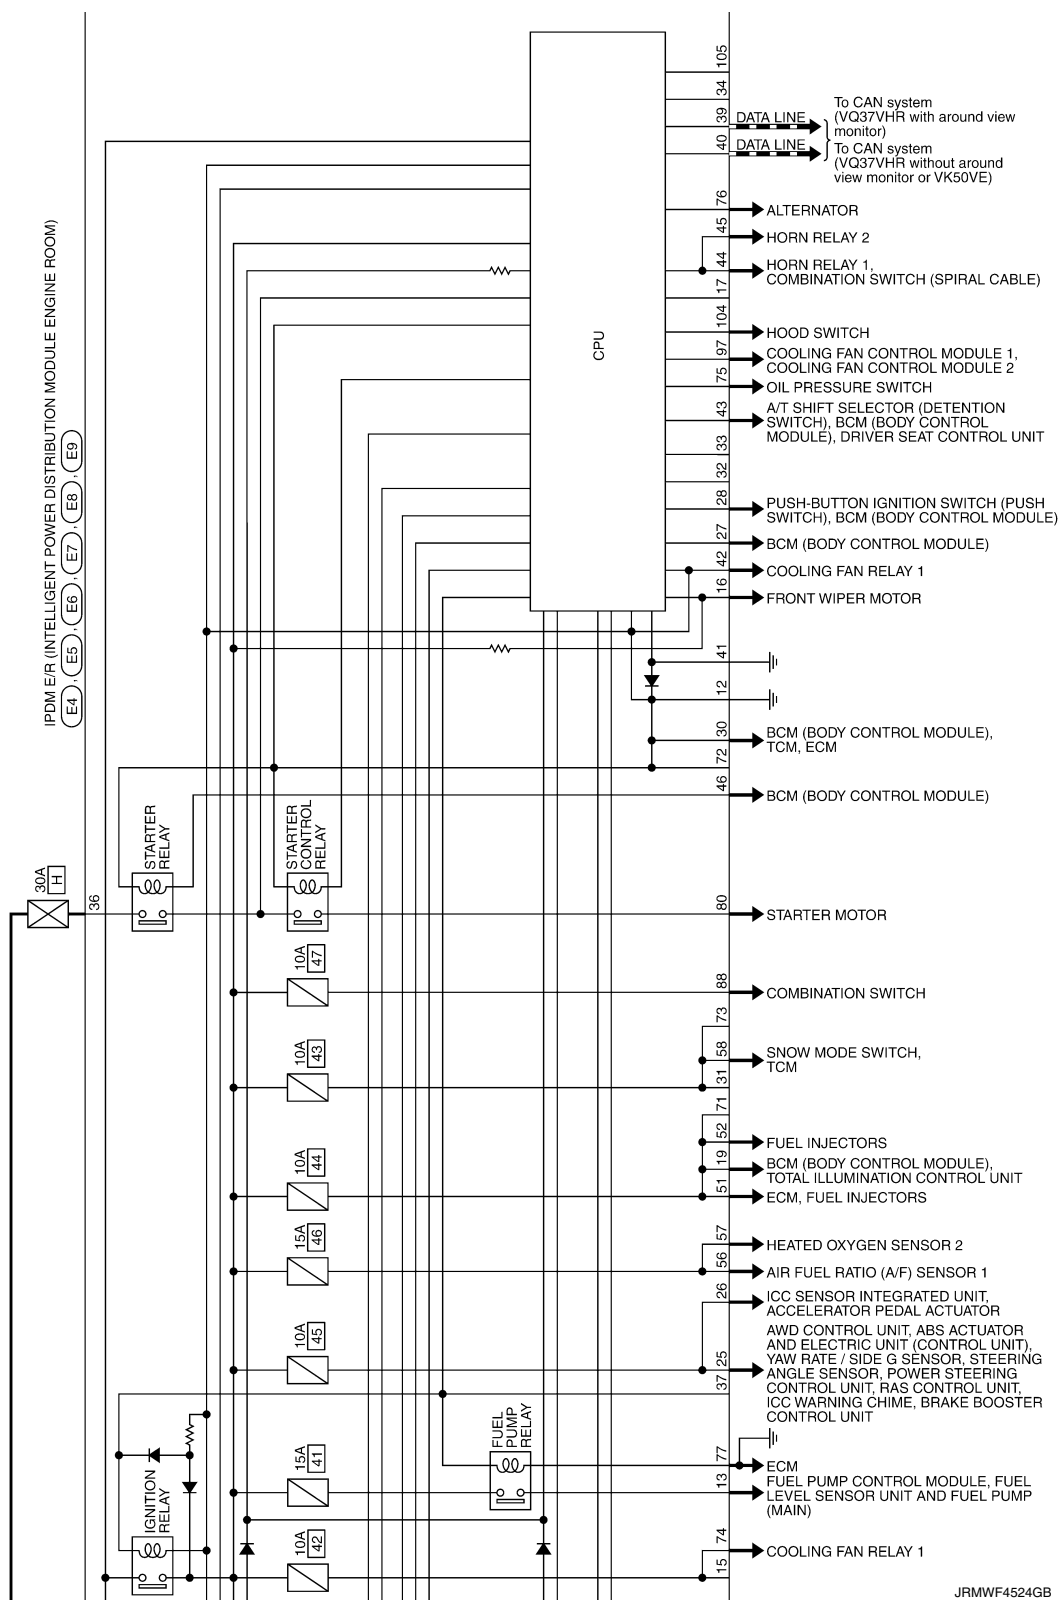 105
34
39
DATA LINE
To CAN system
(VQ37VHR with around view
monitor)
40
DATA LINE
To CAN system
(VQ37VHR without around
view monitor or VK50VE)
76
ALTERNATOR
45
HORN RELAY 2
44
HORN RELAY 1,
COMBINATION SWITCH (SPIRAL CABLE)
17
104
HOOD SWITCH
CPU
97
COOLING FAN CONTROL MODULE 1,
COOLING FAN CONTROL MODULE 2
75
OIL PRESSURE SWITCH
43
A/T SHIFT SELECTOR (DETENTION
SWITCH), BCM (BODY CONTROL
MODULE), DRIVER SEAT CONTROL UNIT
33
32
28
PUSH-BUTTON IGNITION SWITCH (PUSH
SWITCH), BCM (BODY CONTROL MODULE)
27
BCM (BODY CONTROL MODULE)
42
COOLING FAN RELAY 1
16
FRONT WIPER MOTOR
IPDM E/R (INTELLIGENT POWER DISTRIBUTION MODULE ENGINE ROOM)
E4 , E5 , E6 , E7 , E8 , E9
41
12
30
BCM (BODY CONTROL MODULE),
TCM, ECM
72
46
BCM (BODY CONTROL MODULE)
STARTER
RELAY
STARTER
CONTROL
RELAY
30A
H
36
80
STARTER MOTOR
10A
47
88
COMBINATION SWITCH
73
10A
43
58
SNOW MODE SWITCH,
TCM
31
71
52
FUEL INJECTORS
10A
44
19
BCM (BODY CONTROL MODULE),
TOTAL ILLUMINATION CONTROL UNIT
51
ECM, FUEL INJECTORS
15A
46
57
HEATED OXYGEN SENSOR 2
56
AIR FUEL RATIO (A/F) SENSOR 1
26
ICC SENSOR INTEGRATED UNIT,
ACCELERATOR PEDAL ACTUATOR
10A
45
25
AWD CONTROL UNIT, ABS ACTUATOR
AND ELECTRIC UNIT (CONTROL UNIT),
YAW RATE / SIDE G SENSOR, STEERING
ANGLE SENSOR, POWER STEERING
CONTROL UNIT, RAS CONTROL UNIT,
ICC WARNING CHIME, BRAKE BOOSTER
CONTROL UNIT
37
FUEL
PUMP
RELAY
15A
41
77
ECM
13
FUEL PUMP CONTROL MODULE, FUEL
LEVEL SENSOR UNIT AND FUEL PUMP
(MAIN)
IGNITION
RELAY
10A
42
74
COOLING FAN RELAY 1
15
JRMWF4524GB